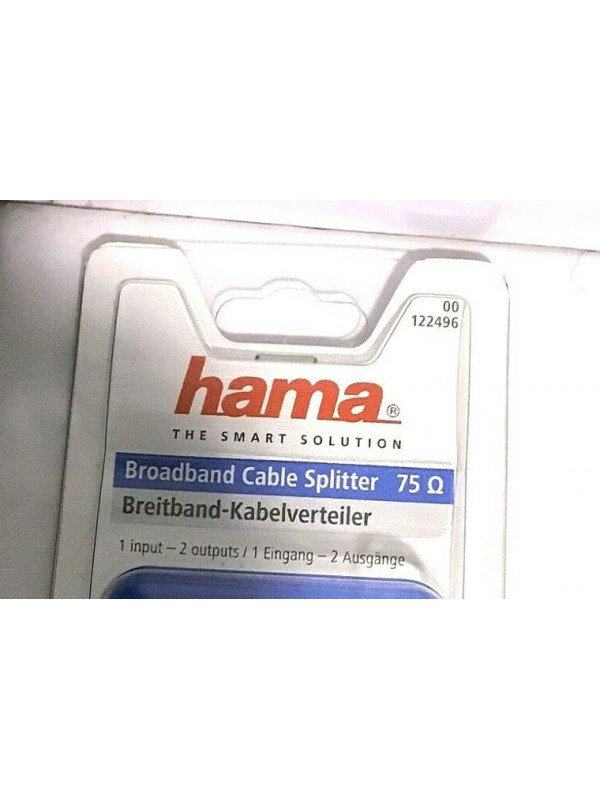 00
122496
hama®
THE SMART SOLUTION
Broadband Cable Splitter 75 Ω
Breitband-Kabelverteiler
1 input – 2 outputs / 1 Eingang – 2 Ausgänge